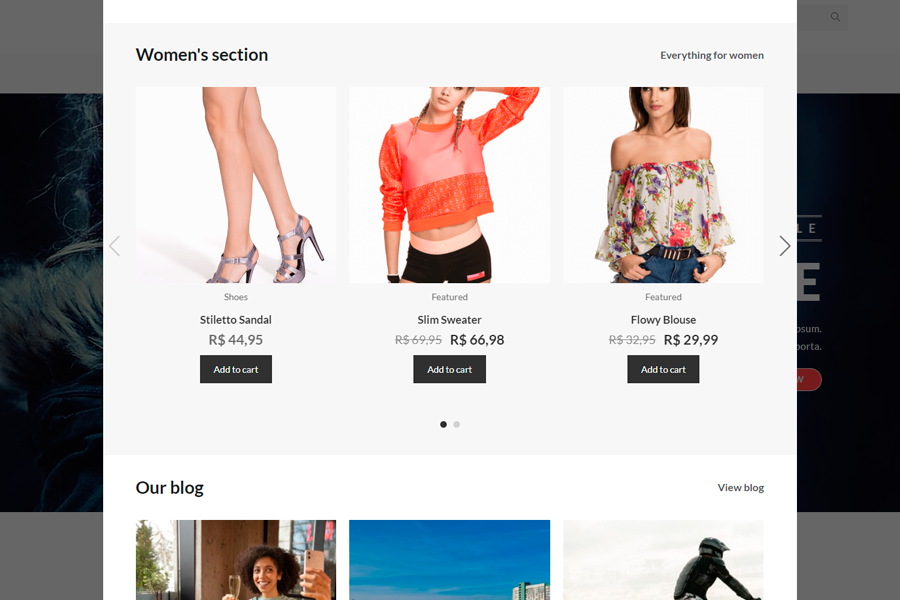 Women's section
Everything for women
LE
E
Shoes
Featured
Featured
Stiletto Sandal
Slim Sweater
Flowy Blouse
R$ 44,95
R$ 69,95 R$ 66,98
R$ 32,95 R$ 29,99
psum.
porta.
Add to cart
Add to cart
Add to cart
W
Our blog
View blog